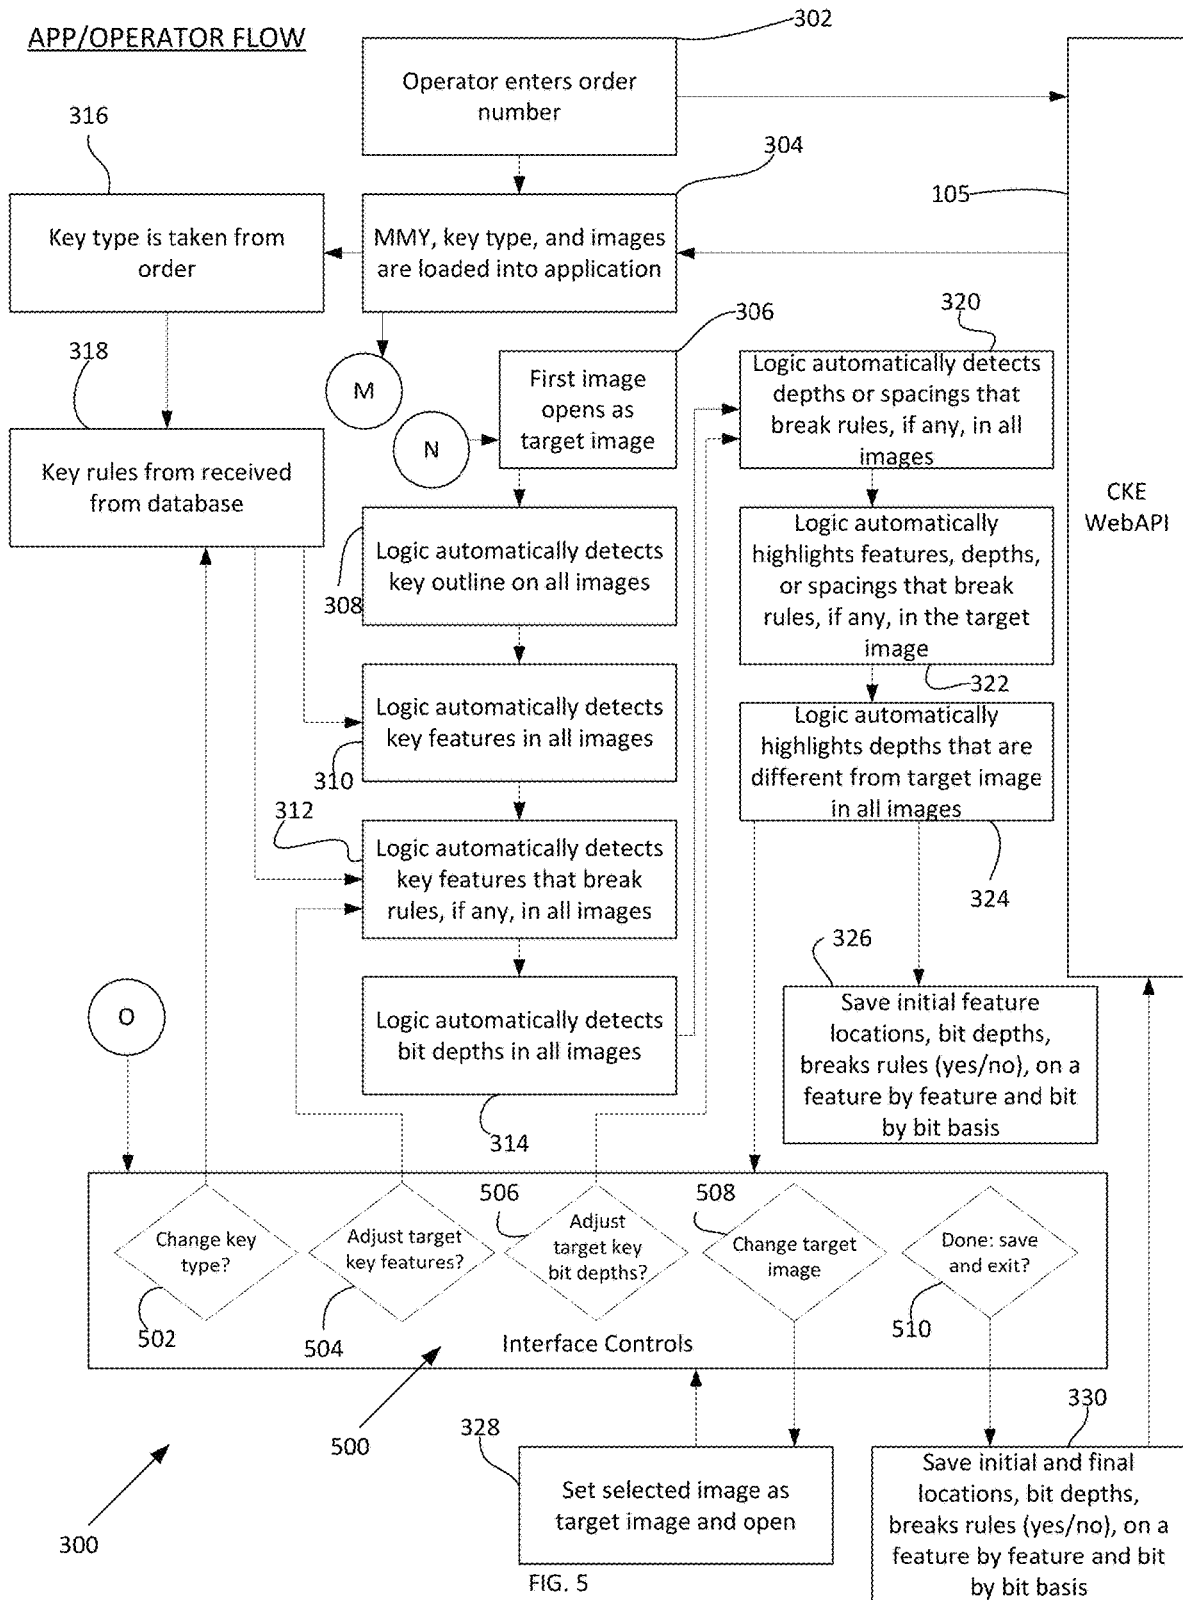 APP/OPERATOR FLOW
302
Operator enters order
number
316
304
105
Key type is taken from
order
MMY, key type, and images
are loaded into application
306
320
318
M
First image
opens as
target image
Logic automatically detects
depths or spacings that
break rules, if any, in all
images
N
Key rules from received
from database
CKE
WebAPI
308
Logic automatically detects
key outline on all images
Logic automatically
highlights features, depths,
or spacings that break
rules, if any, in the target
image
322
310
Logic automatically detects
key features in all images
Logic automatically
highlights depths that are
different from target image
in all images
324
312
Logic automatically detects
key features that break
rules, if any, in all images
326
O
Logic automatically detects
bit depths in all images
314
Save initial feature
locations, bit depths,
breaks rules (yes/no), on a
feature by feature and bit
by bit basis
506
508
Change key
type?
Adjust target
key features?
Adjust
target key
bit depths?
Change target
image
Done: save
and exit?
502
504
510
Interface Controls
500
328
330
300
Set selected image as
target image and open
Save initial and final
locations, bit depths,
breaks rules (yes/no), on a
feature by feature and bit
by bit basis
FIG. 5